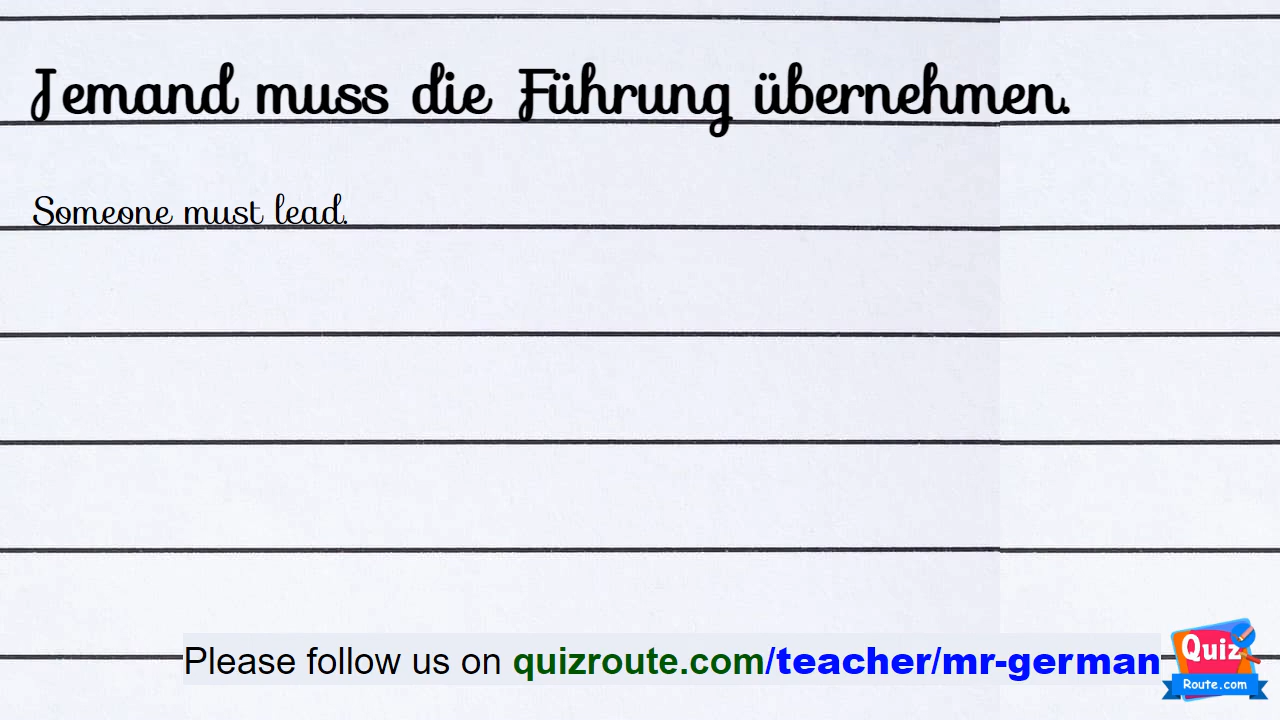 Jemand muss die Führung übernehmen.
Someone must lead.
Please follow us on quizroute.com/teacher/mr-german
Quiz
Route.com